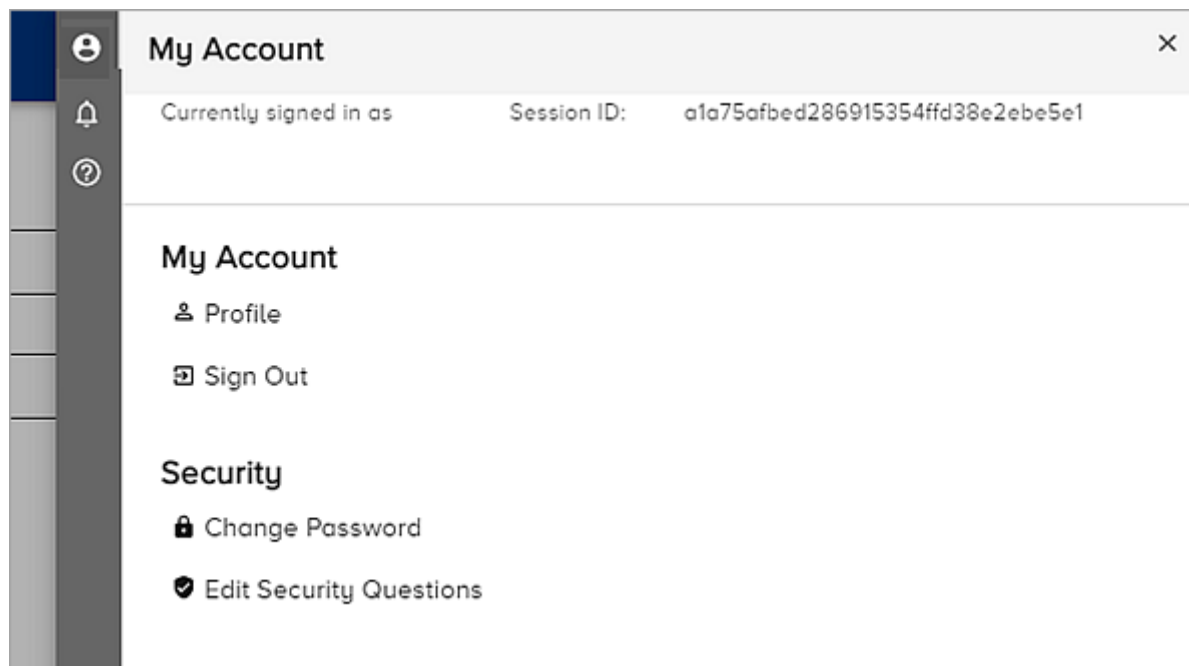 My Account
Currently signed in as Session ID: a1a75afbed286915354ffd38e2ebe5e1
My Account
Profile
Sign Out
Security
Change Password
Edit Security Questions